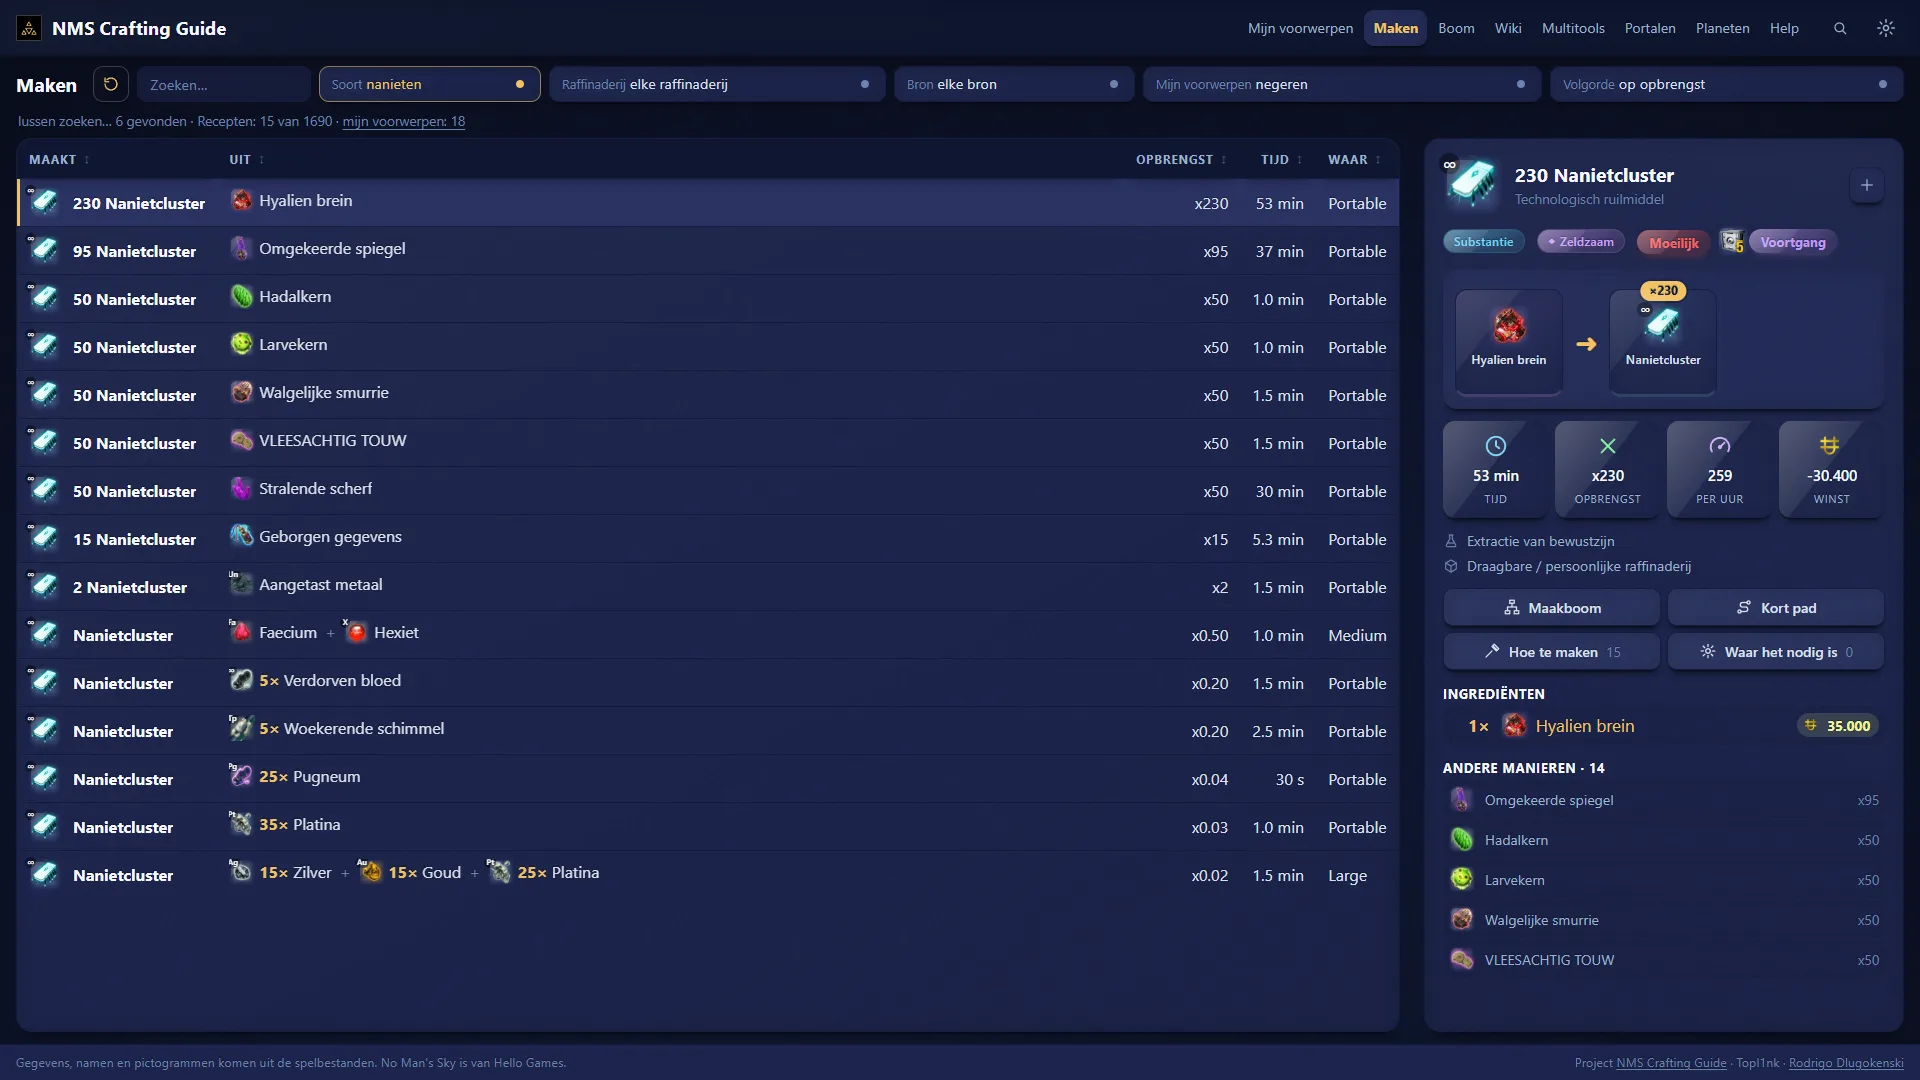 NMS Crafting Guide
Mijn voorwerpen Maken Boom Wiki Multitools Portalen Planeten Help
Maken Zoeken... Soort nanieten Raffinaderij elke raffinaderij Bron elke bron Mijn voorwerpen negeren Volgorde op opbrengst
lussen zoeken... 6 gevonden · Recepten: 15 van 1690 · mijn voorwerpen: 18
MAAKT UIT OPBRENGST TIJD WAAR
230 Nanietcluster Hyalien brein x230 53 min Portable
95 Nanietcluster Omgekeerde spiegel x95 37 min Portable
50 Nanietcluster Hadalkern x50 1.0 min Portable
50 Nanietcluster Larvekern x50 1.0 min Portable
50 Nanietcluster Walgelijke smurrie x50 1.5 min Portable
50 Nanietcluster VLEESACHTIG TOUW x50 1.5 min Portable
50 Nanietcluster Stralende scherf x50 30 min Portable
15 Nanietcluster Geborgen gegevens x15 5.3 min Portable
2 Nanietcluster Aangetast metaal x2 1.5 min Portable
Nanietcluster Faecium + Hexiet x0.50 1.0 min Medium
Nanietcluster 5× Verdorven bloed x0.20 1.5 min Portable
Nanietcluster 5× Woekerende schimmel x0.20 2.5 min Portable
Nanietcluster 25× Pugneum x0.04 30 s Portable
Nanietcluster 35× Platina x0.03 1.0 min Portable
Nanietcluster 15× Zilver + 15× Goud + 25× Platina x0.02 1.5 min Large
230 Nanietcluster
Technologisch ruilmiddel
Substantie Zeldzaam Moeilijk 5 Voortgang
×230
Hyalien brein Nanietcluster
53 min x230 259 -30.400
TIJD OPBRENGST PER UUR WINST
Extractie van bewustzijn
Draagbare / persoonlijke raffinaderij
Maakboom Kort pad
Hoe te maken 15 Waar het nodig is 0
INGREDIËNTEN
1× Hyalien brein 35.000
ANDERE MANIEREN · 14
Omgekeerde spiegel x95
Hadalkern x50
Larvekern x50
Walgelijke smurrie x50
VLEESACHTIG TOUW x50
Gegevens, namen en pictogrammen komen uit de spelbestanden. No Man's Sky is van Hello Games.
Project NMS Crafting Guide · Topl1nk · Rodrigo Dlugokenski